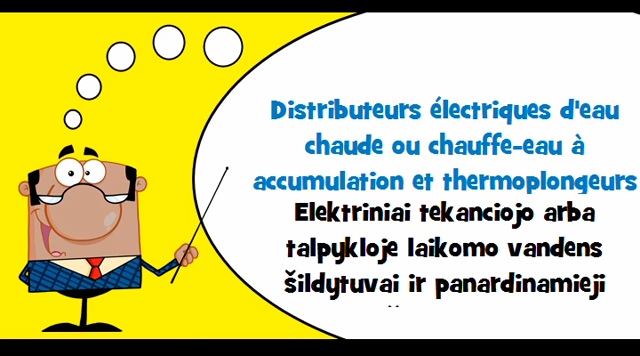 Distributeurs électriques d'eau
chaude ou chauffe-eau à
accumulation et thermoplongeurs
Elektriniai tekančiojo arba
talpykloje laikomo vandens
šildytuvai ir panardinamieji